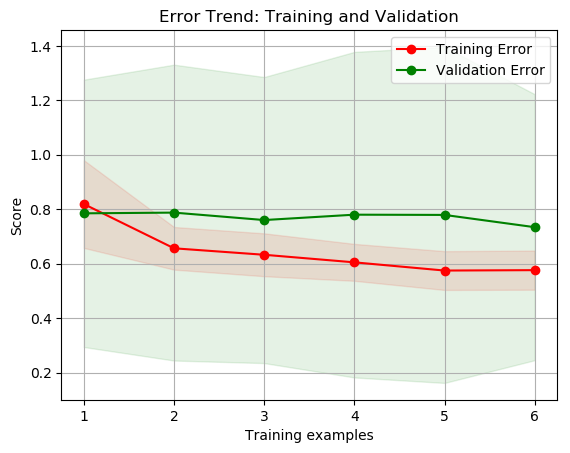 Error Trend: Training and Validation
Training Error
Validation Error
Score
1.4
1.2
1.0
0.8
0.6
0.4
0.2
1 2 3 4 5 6
Training examples